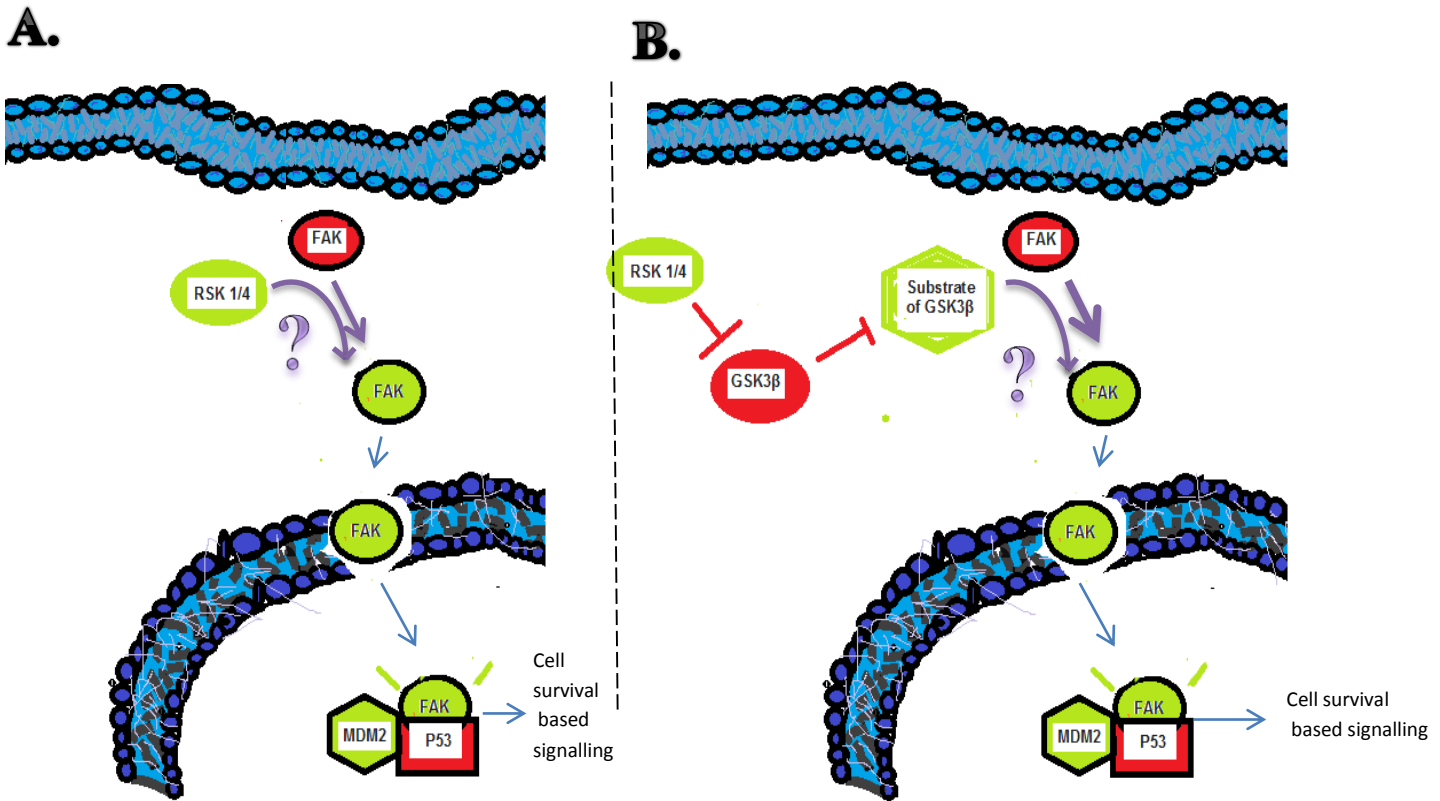 A.
FAK
RSK 1/4
?
FAK
FAK
FAK
MDM2
P53
Cell
survival
based
signalling
B.
FAK
RSK 1/4
Substrate
of GSK3β
GSK3β
?
FAK
FAK
FAK
MDM2
P53
Cell survival
based signalling